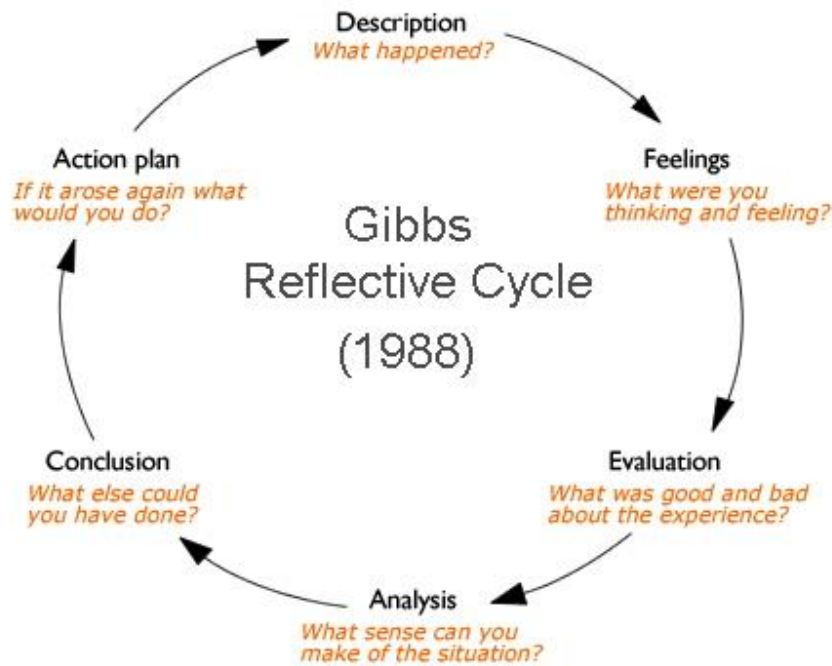 Description
What happened?
Feelings
What were you
thinking and feeling?
Evaluation
What was good and bad
about the experience?
Analysis
What sense can you
make of the situation?
Conclusion
What else could
you have done?
Action plan
If it arose again what
would you do?
Gibbs
Reflective Cycle
(1988)